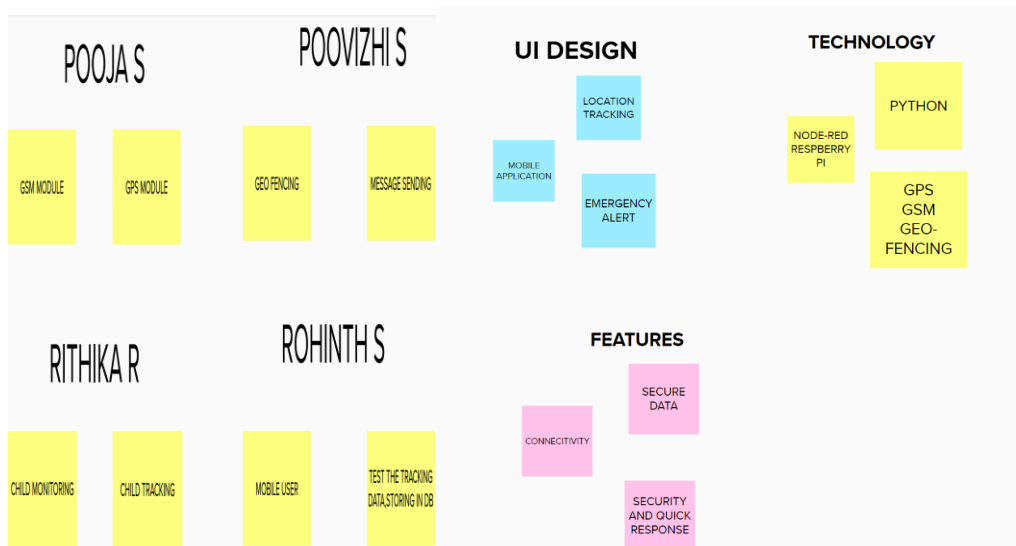 POOJA S
GSM MODULE
GPS MODULE
POOVIZHI S
GEO FENCING
MESSAGE SENDING
RITHIKA R
CHILD MONITORING
CHILD TRACKING
ROHINTH S
MOBILE USER
TEST THE TRACKING
DATA,STORING IN DB
UI DESIGN
LOCATION
TRACKING
MOBILE
APPLICATION
EMERGENCY
ALERT
TECHNOLOGY
PYTHON
NODE-RED
RESPBERRY
PI
GPS
GSM
GEO-
FENCING
FEATURES
SECURE
DATA
CONNECITIVITY
SECURITY
AND QUICK
RESPONSE